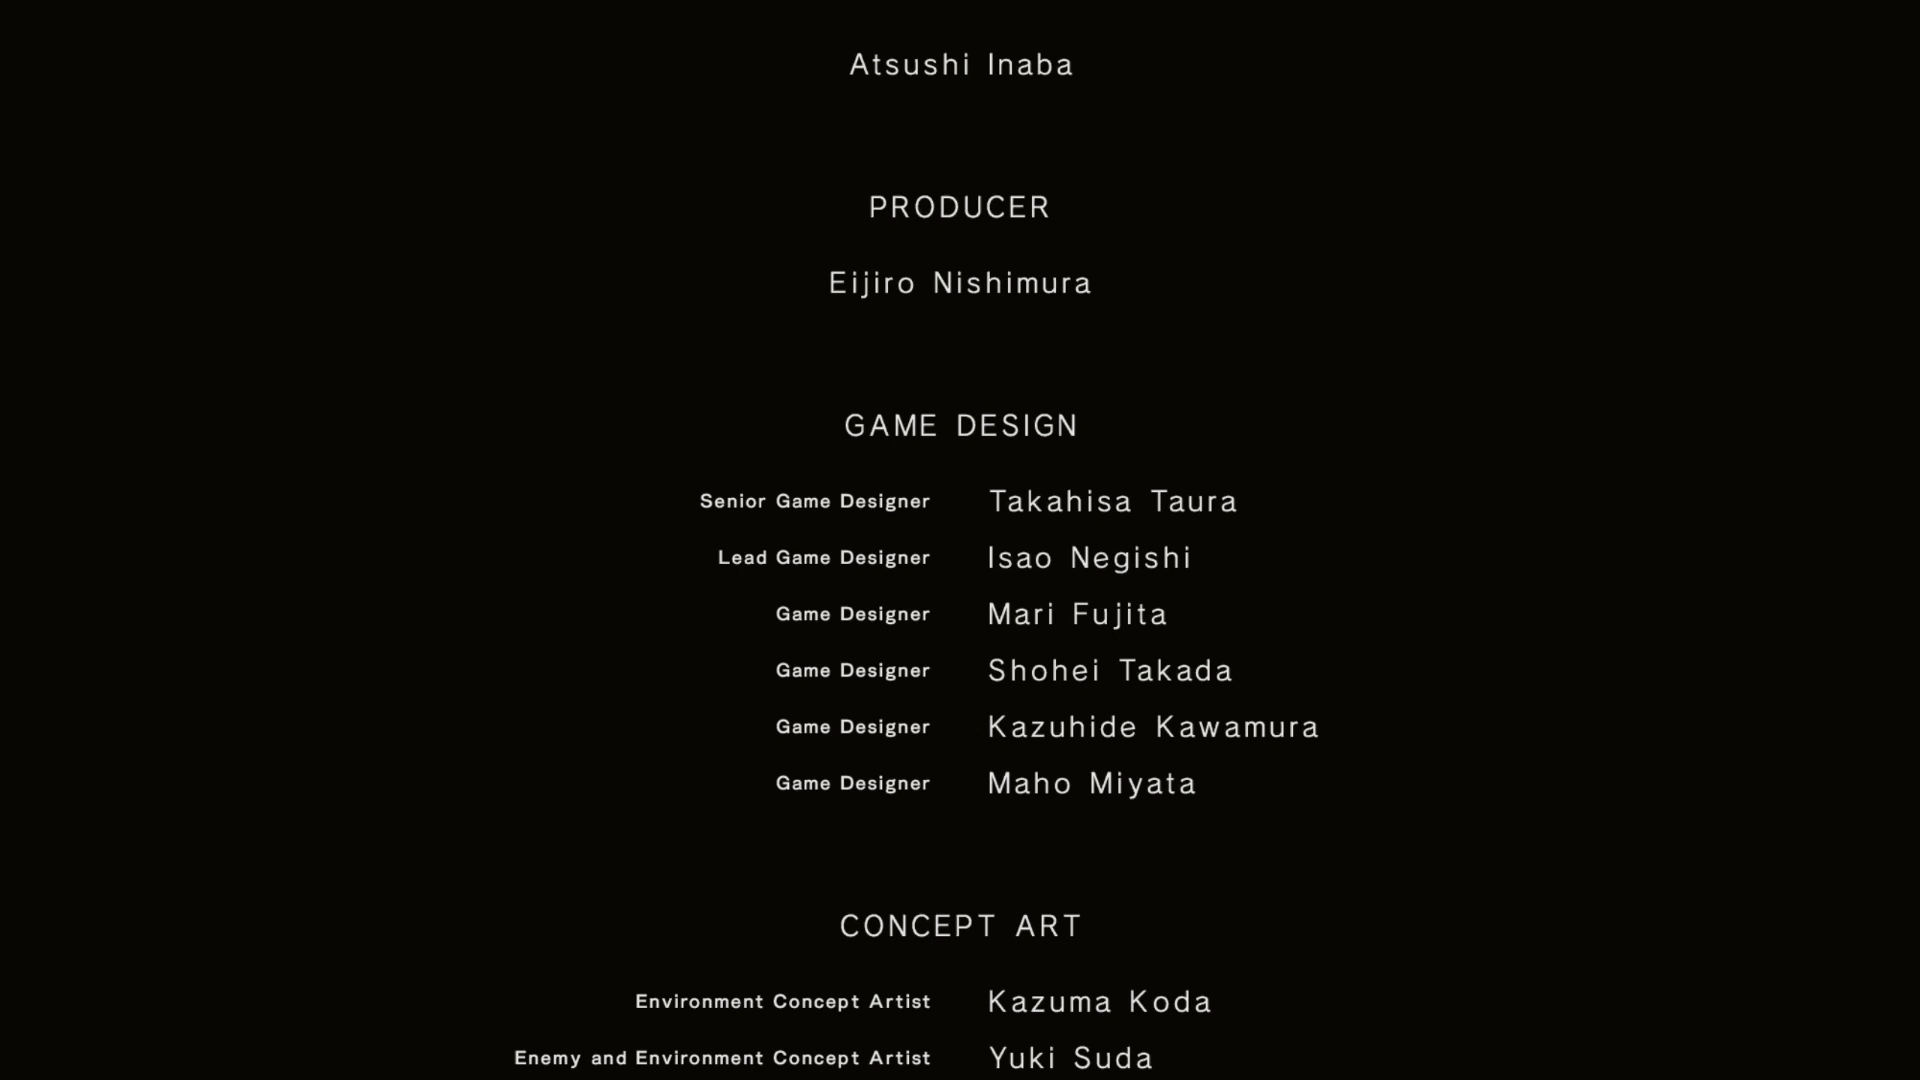 Atsushi Inaba
PRODUCER
Eijiro Nishimura
GAME DESIGN
Senior Game Designer Takahisa Taura
Lead Game Designer Isao Negishi
Game Designer Mari Fujita
Game Designer Shohei Takada
Game Designer Kazuhide Kawamura
Game Designer Maho Miyata
CONCEPT ART
Environment Concept Artist Kazuma Koda
Enemy and Environment Concept Artist Yuki Suda